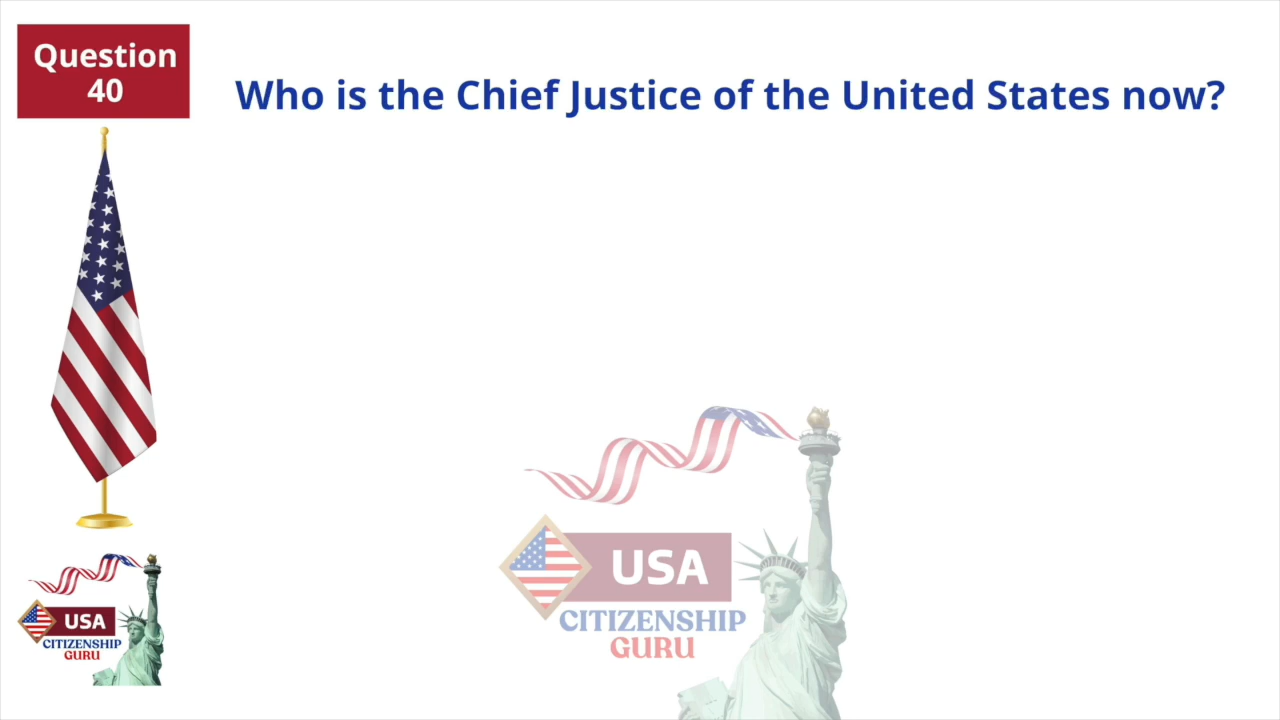 Question
40
Who is the Chief Justice of the United States now?
USA
CITIZENSHIP
GURU
USA
CITIZENSHIP
GURU